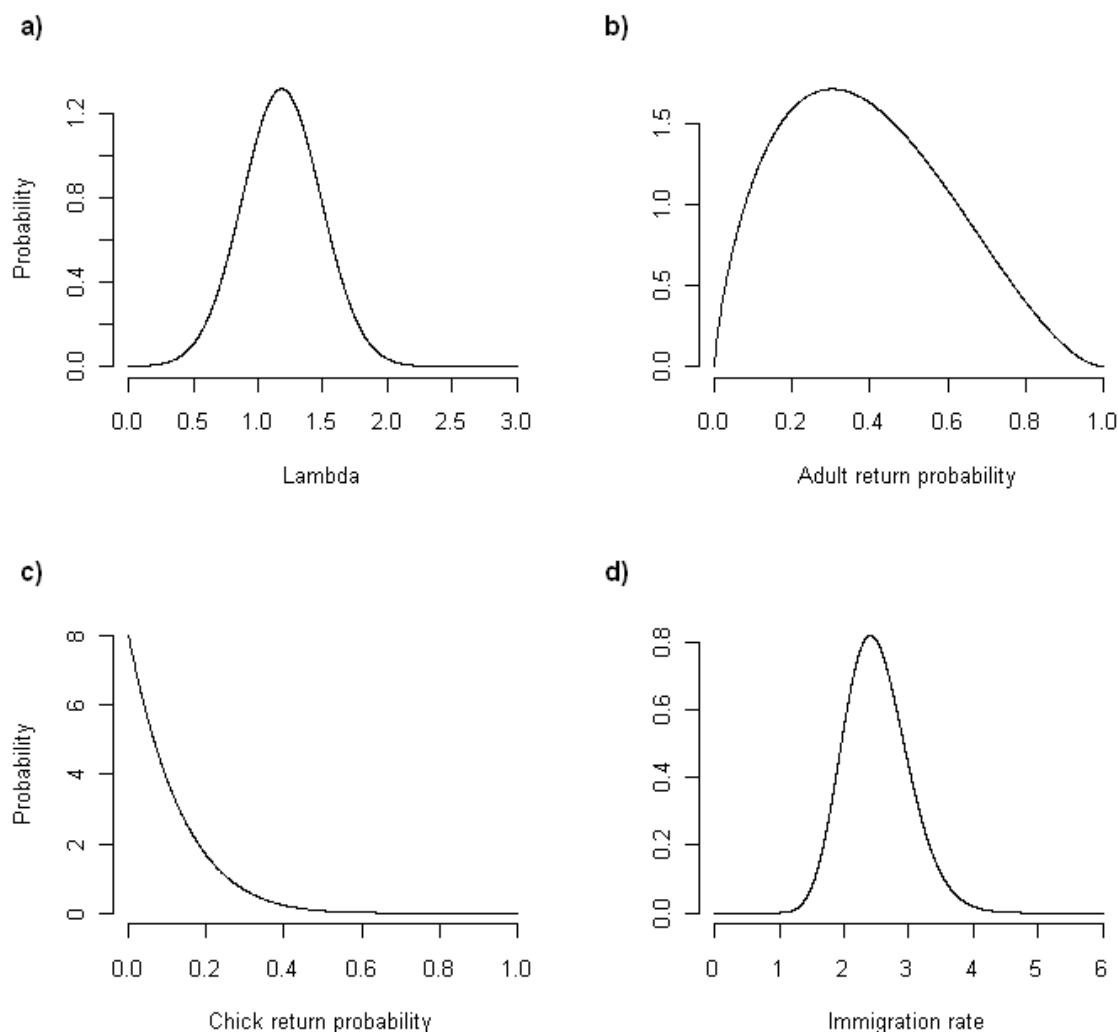 a)
Probability
0.0 0.4 0.8 1.2
0.0 0.5 1.0 1.5 2.0 2.5 3.0
Lambda
b)
0.0 0.5 1.0 1.5
0.0 0.2 0.4 0.6 0.8 1.0
Adult return probability
c)
Probability
0 2 4 6 8
0.0 0.2 0.4 0.6 0.8 1.0
Chick return probability
d)
0.0 0.2 0.4 0.6 0.8
0 1 2 3 4 5 6
Immigration rate